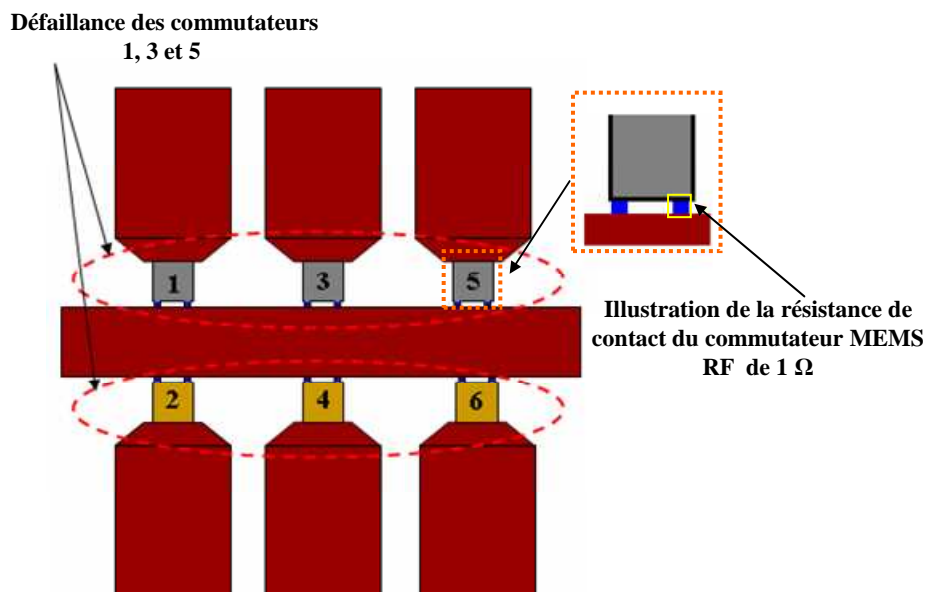 Défaillance des commutateurs
1, 3 et 5
1
3
5
Illustration de la résistance de
contact du commutateur MEMS
RF de 1 Ω
2
4
6